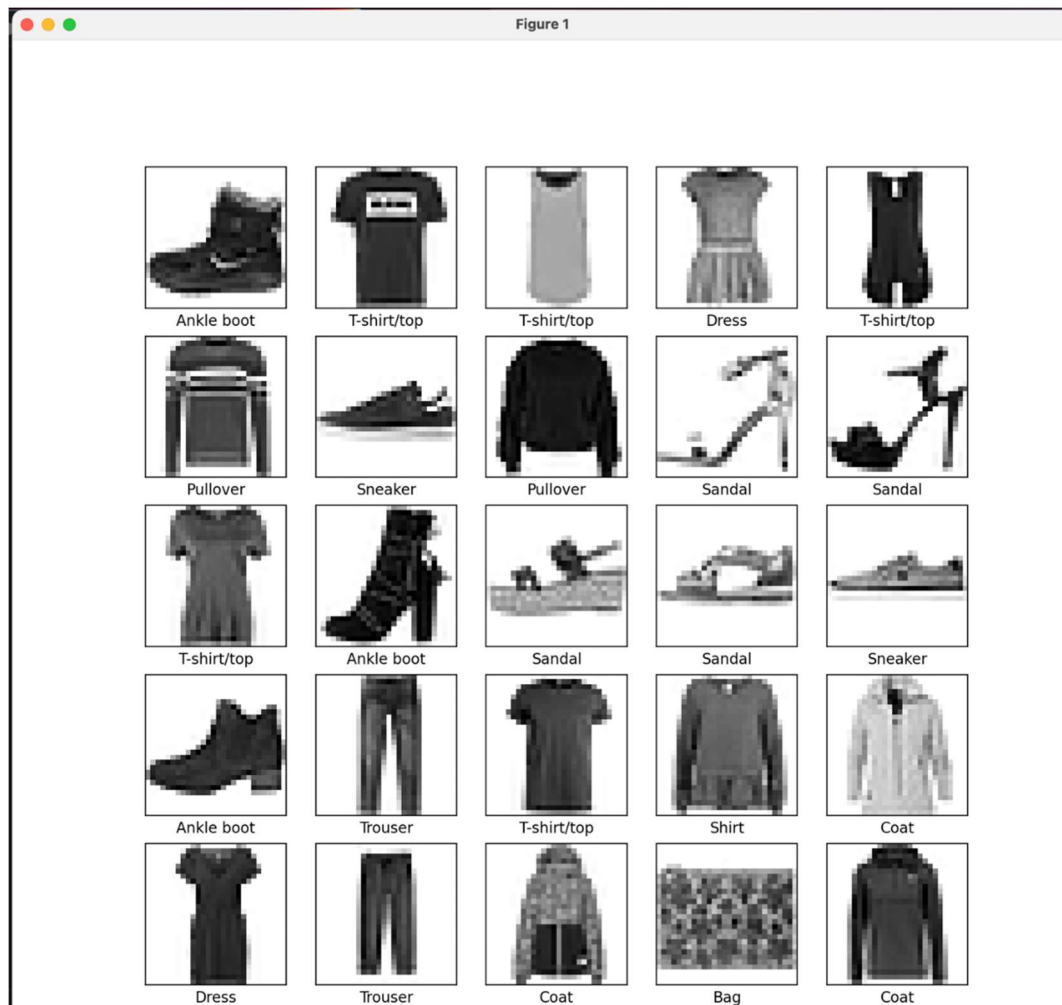 Figure 1
Ankle boot T-shirt/top T-shirt/top Dress T-shirt/top
Pullover Sneaker Pullover Sandal Sandal
T-shirt/top Ankle boot Sandal Sandal Sneaker
Ankle boot Trouser T-shirt/top Shirt Coat
Dress Trouser Coat Bag Coat